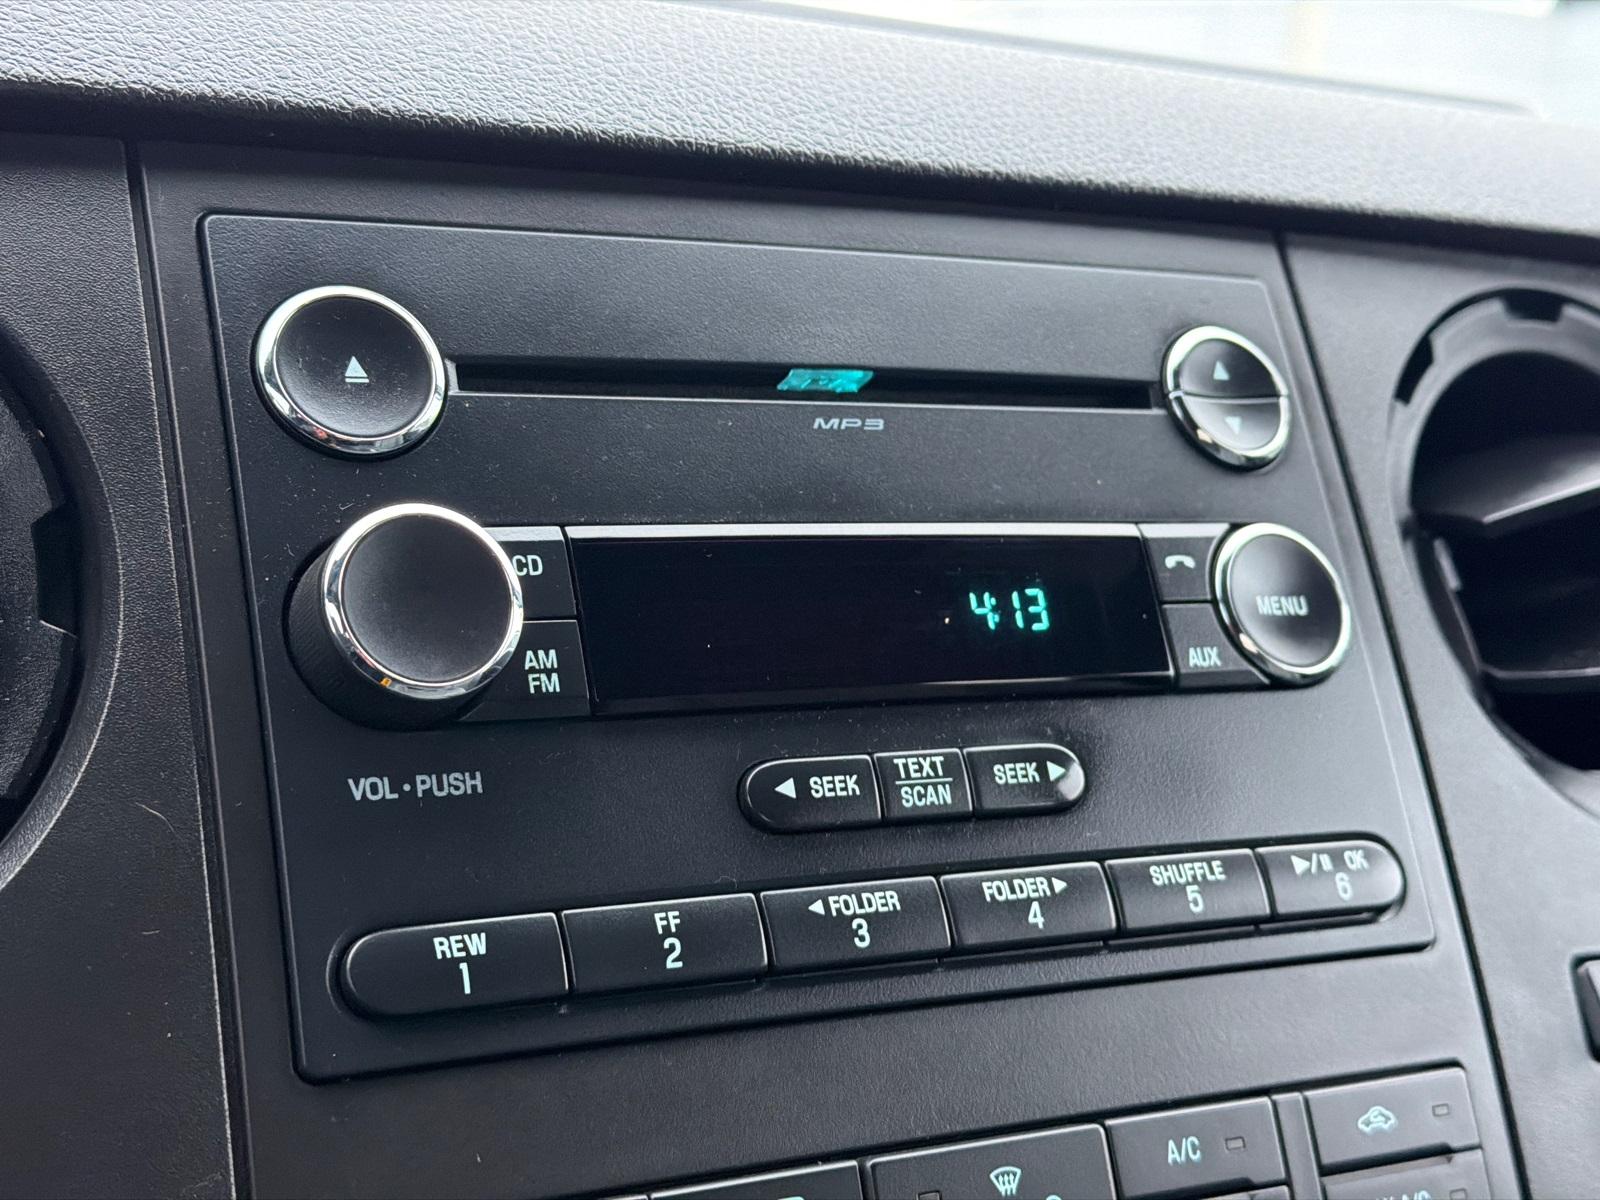 MP3
CD
4:13
MENU
AM
FM
AUX
VOL•PUSH
◀ SEEK
TEXT
SCAN
SEEK ▶
REW
1
FF
2
◀FOLDER
3
FOLDER▶
4
SHUFFLE
5
▶/II OK
6
A/C